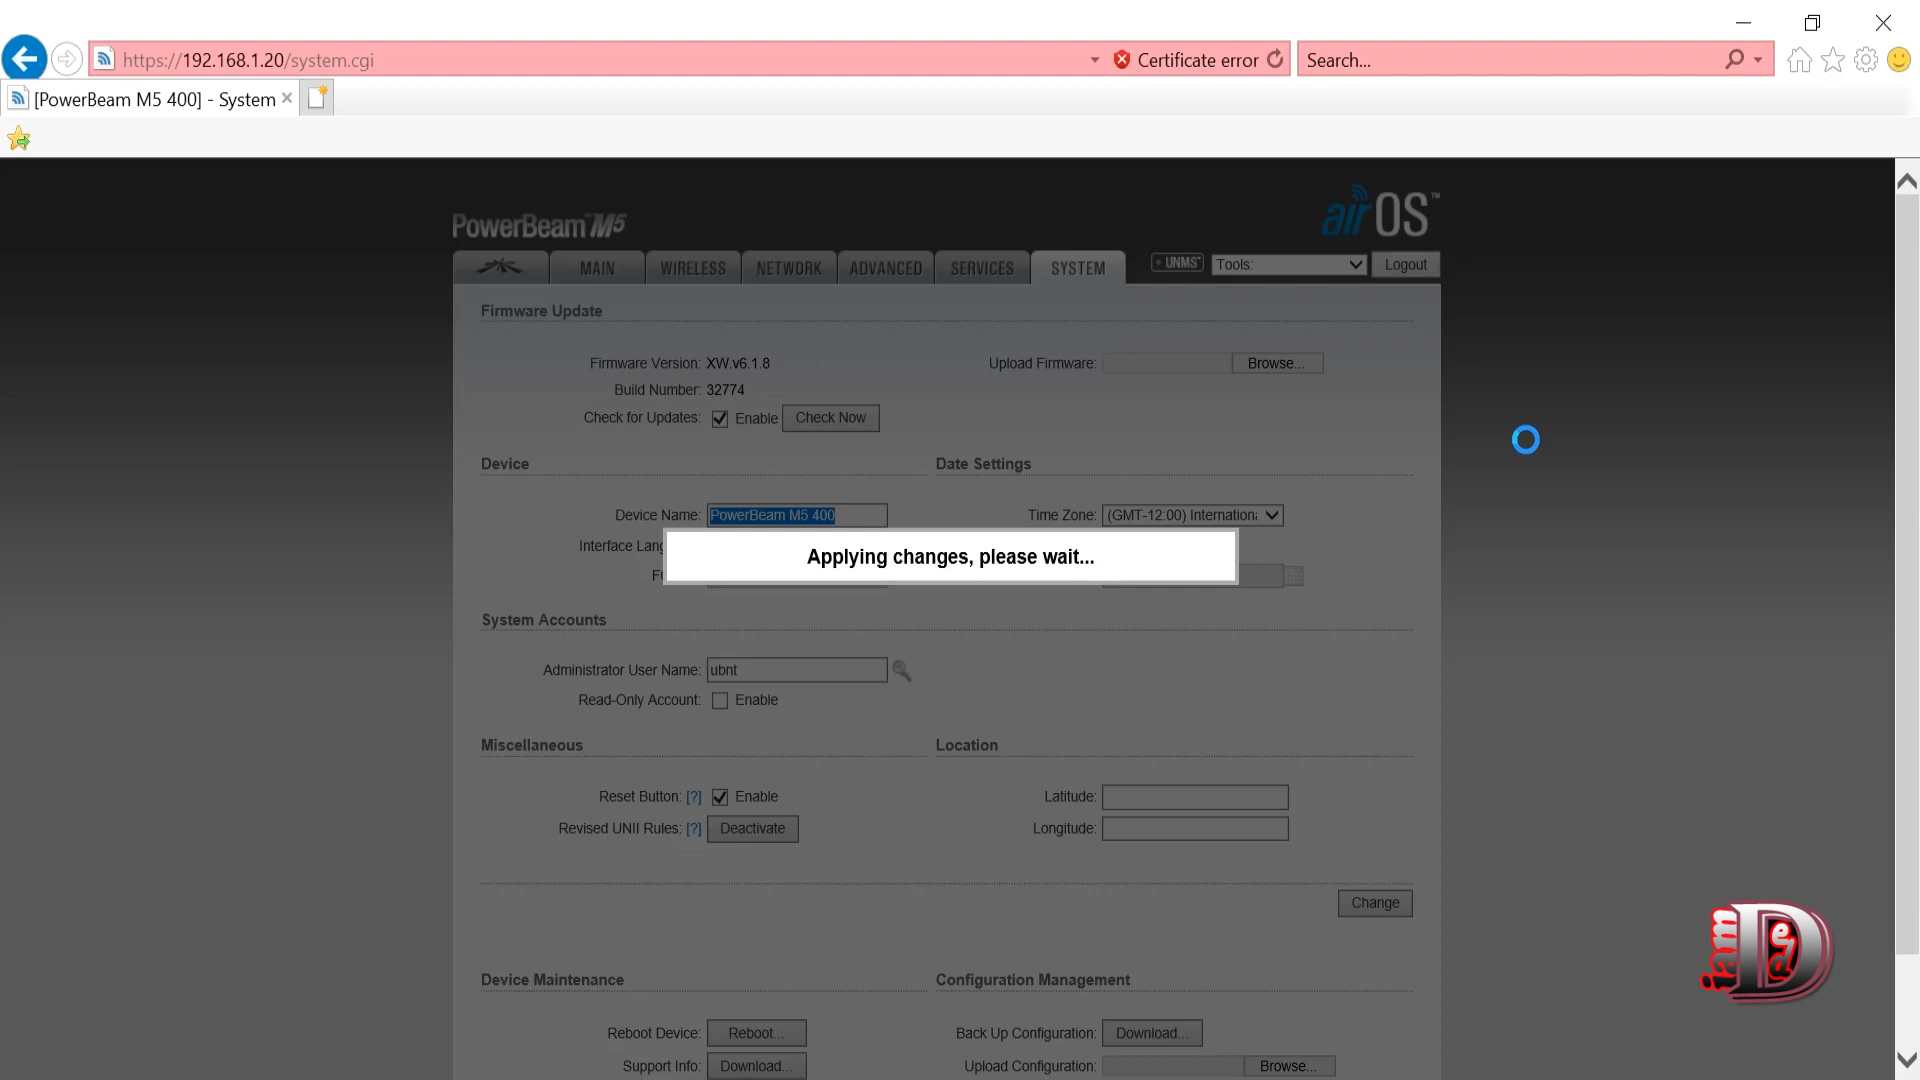 https://192.168.1.20/system.cgi
Certificate error
Search...
[PowerBeam M5 400] - System
PowerBeam™ M5
airOS™
MAIN
WIRELESS
NETWORK
ADVANCED
SERVICES
SYSTEM
UNMS™
Tools:
Logout
Firmware Update
Firmware Version: XW.v6.1.8
Upload Firmware: Browse...
Build Number: 32774
Check for Updates: Enable Check Now
Device
Date Settings
Device Name: PowerBeam M5 400
Time Zone: (GMT-12:00) Internation
Interface Lang
Applying changes, please wait...
System Accounts
Administrator User Name: ubnt
Read-Only Account: Enable
Miscellaneous
Location
Reset Button: [?] Enable
Latitude:
Revised UNII Rules: [?] Deactivate
Longitude:
Change
Device Maintenance
Configuration Management
Reboot Device: Reboot...
Back Up Configuration: Download...
Support Info: Download...
Upload Configuration: Browse...